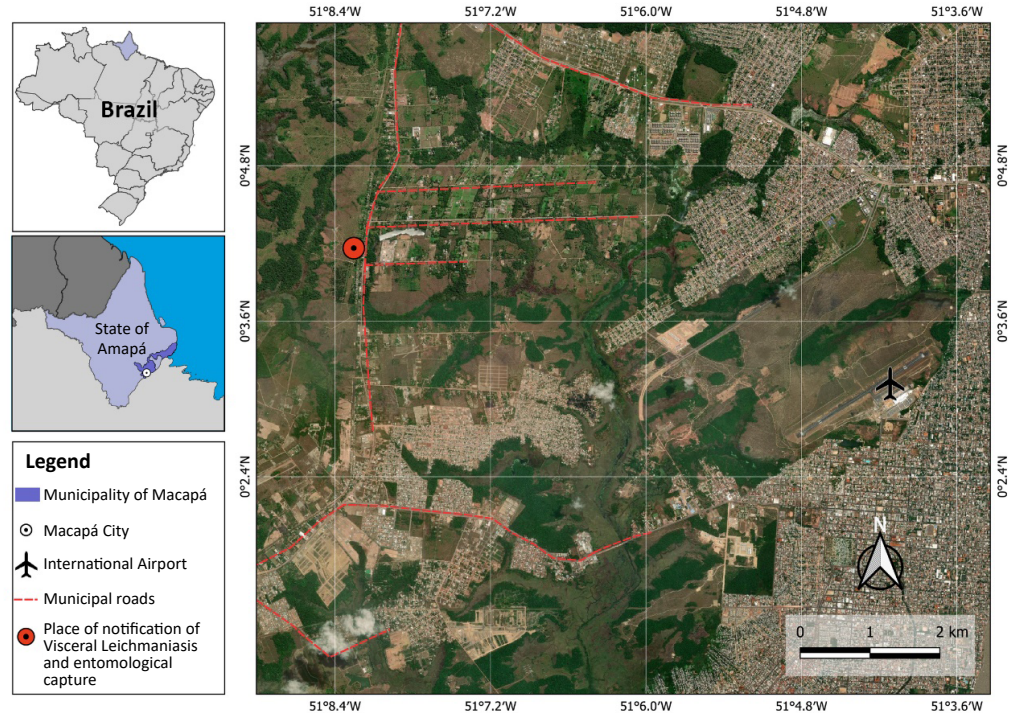 Brazil
State of
Amapá
Legend
Municipality of Macapá
Macapá City
International Airport
Municipal roads
Place of notification of
Visceral Leichmaniasis
and entomological
capture
51°8.4'W 51°7.2'W 51°6.0'W 51°4.8'W 51°3.6'W
0°4.8'N 0°4.8'N
0°3.6'N 0°3.6'N
0°2.4'N 0°2.4'N
N
0 1 2 km
51°8.4'W 51°7.2'W 51°6.0'W 51°4.8'W 51°3.6'W